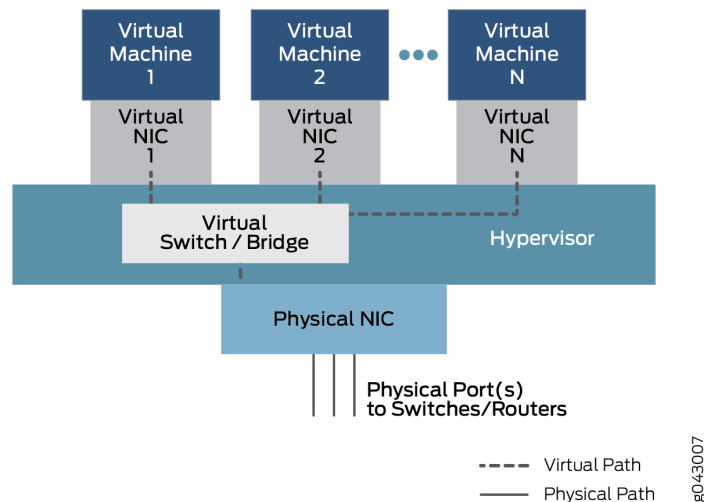 Virtual
Machine
1
Virtual
Machine
2
Virtual
Machine
N
Virtual
NIC
1
Virtual
NIC
2
Virtual
NIC
N
Virtual
Switch / Bridge
Hypervisor
Physical NIC
Physical Port(s)
to Switches/Routers
Virtual Path
Physical Path
g043007